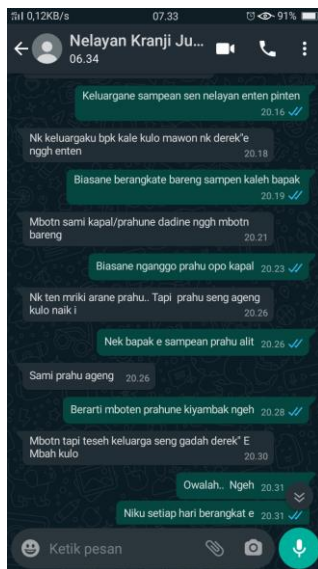 0,12KB/s 07.33 91%
Nelayan Kranji Ju...
06.34
Keluargane sampean sen nelayan enten pinten
20.16
Nk keluargaku bpk kale kulo mawon nk derek"e
nggh enten
20.18
Biasane berangkate bareng sampen kaleh bapak
20.19
Mbotn sami kapal/prahune dadine nggh mbotn
bareng
20.21
Biasane nganggo prahu opo kapal 20.23
Nk ten mriki arane prahu.. Tapi prahu seng ageng
kulo naik i
20.26
Nek bapak e sampean prahu alit 20.26
Sami prahu ageng 20.26
Berarti mboten prahune kiyambak ngeh 20.28
Mbotn tapi teseh keluarga seng gadah derek" E
Mbah kulo
20.30
Owalah.. Ngeh 20.31
Niku setiap hari berangkat e 20.31
Ketik pesan